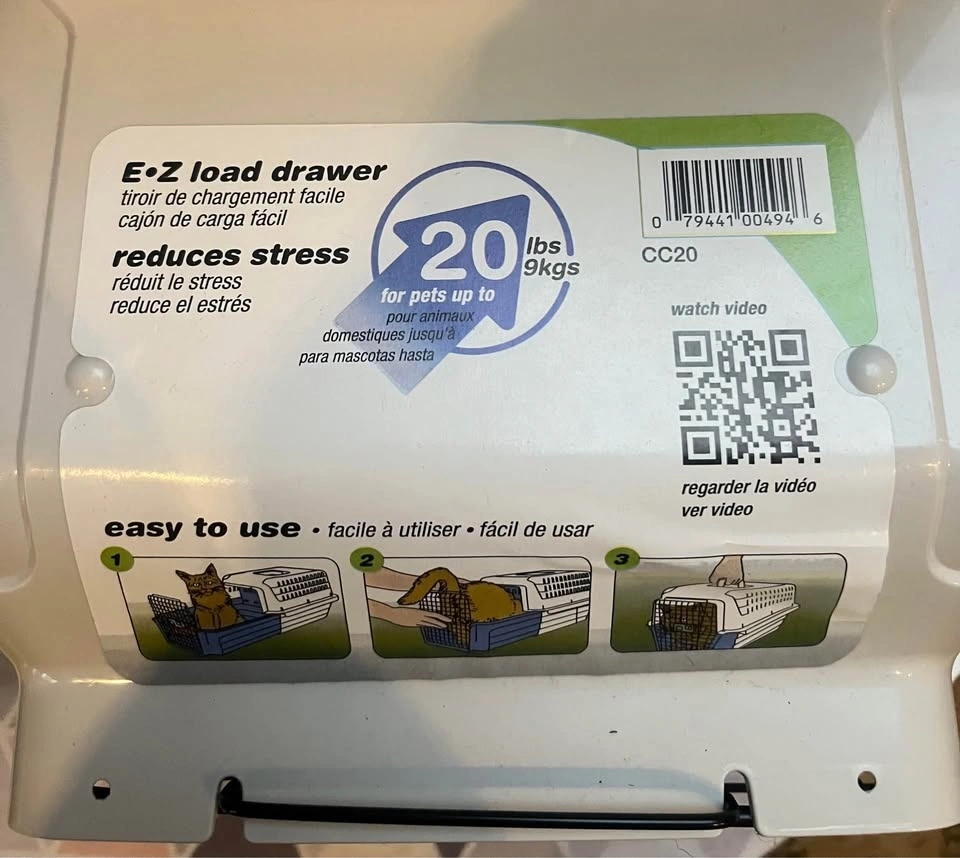 E•Z load drawer
tiroir de chargement facile
cajón de carga fácil
reduces stress
réduit le stress
reduce el estrés
20 lbs
9kgs
for pets up to
pour animaux
domestiques jusqu'à
para mascotas hasta
0 79441 00494 6
CC20
watch video
regarder la vidéo
ver video
easy to use • facile à utiliser • fácil de usar
1
2
3